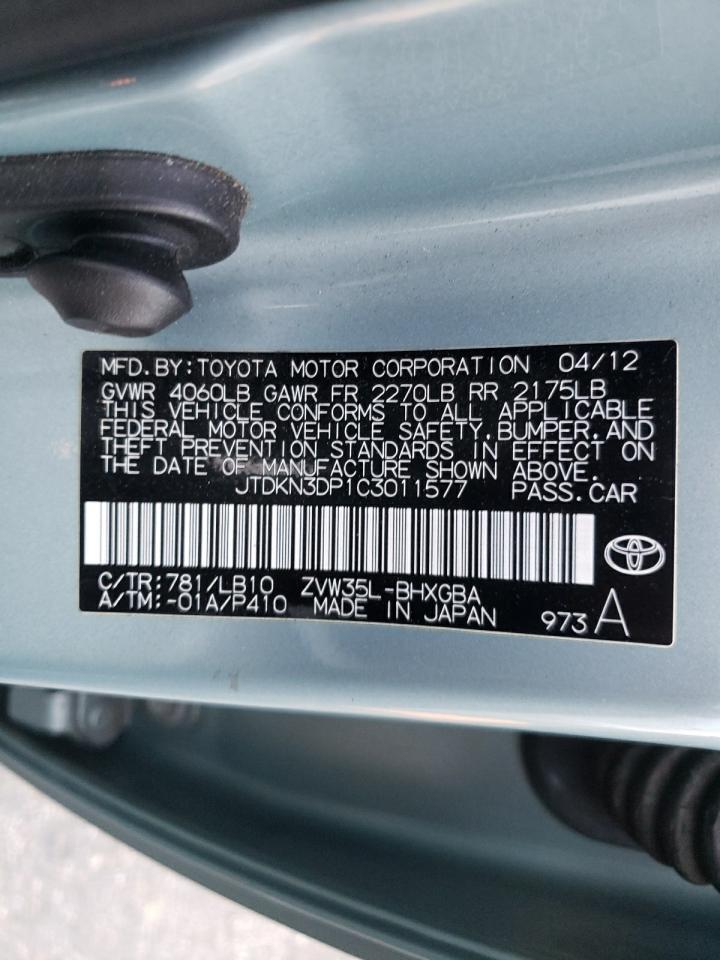 MFD.BY:TOYOTA MOTOR CORPORATION 04/12
GVWR 4060LB GAWR FR 2270LB RR 2175LB
THIS VEHICLE CONFORMS TO ALL APPLICABLE
FEDERAL MOTOR VEHICLE SAFETY,BUMPER,AND
THEFT PREVENTION STANDARDS IN EFFECT ON
THE DATE OF MANUFACTURE SHOWN ABOVE.
JTDKN3DP1C3011577 PASS.CAR
C/TR:781/LB10 ZVW35L-BHXGBA
A/TM:-01A/P410 MADE IN JAPAN 973 A